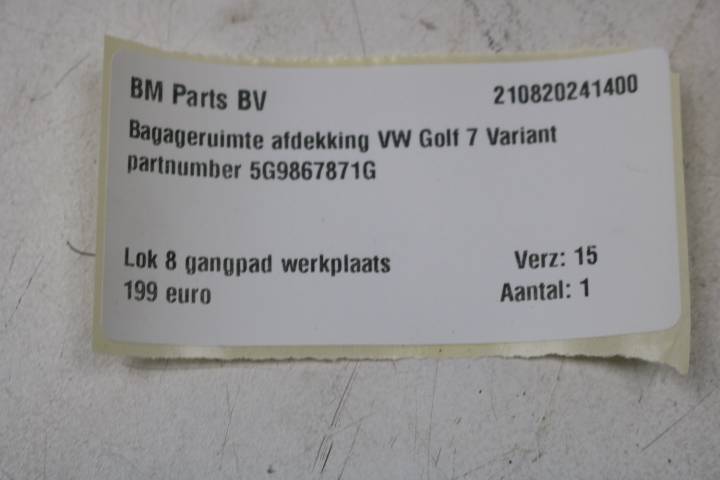 BM Parts BV 210820241400
Bagageruimte afdekking VW Golf 7 Variant
partnumber 5G9867871G
Lok 8 gangpad werkplaats Verz: 15
199 euro Aantal: 1